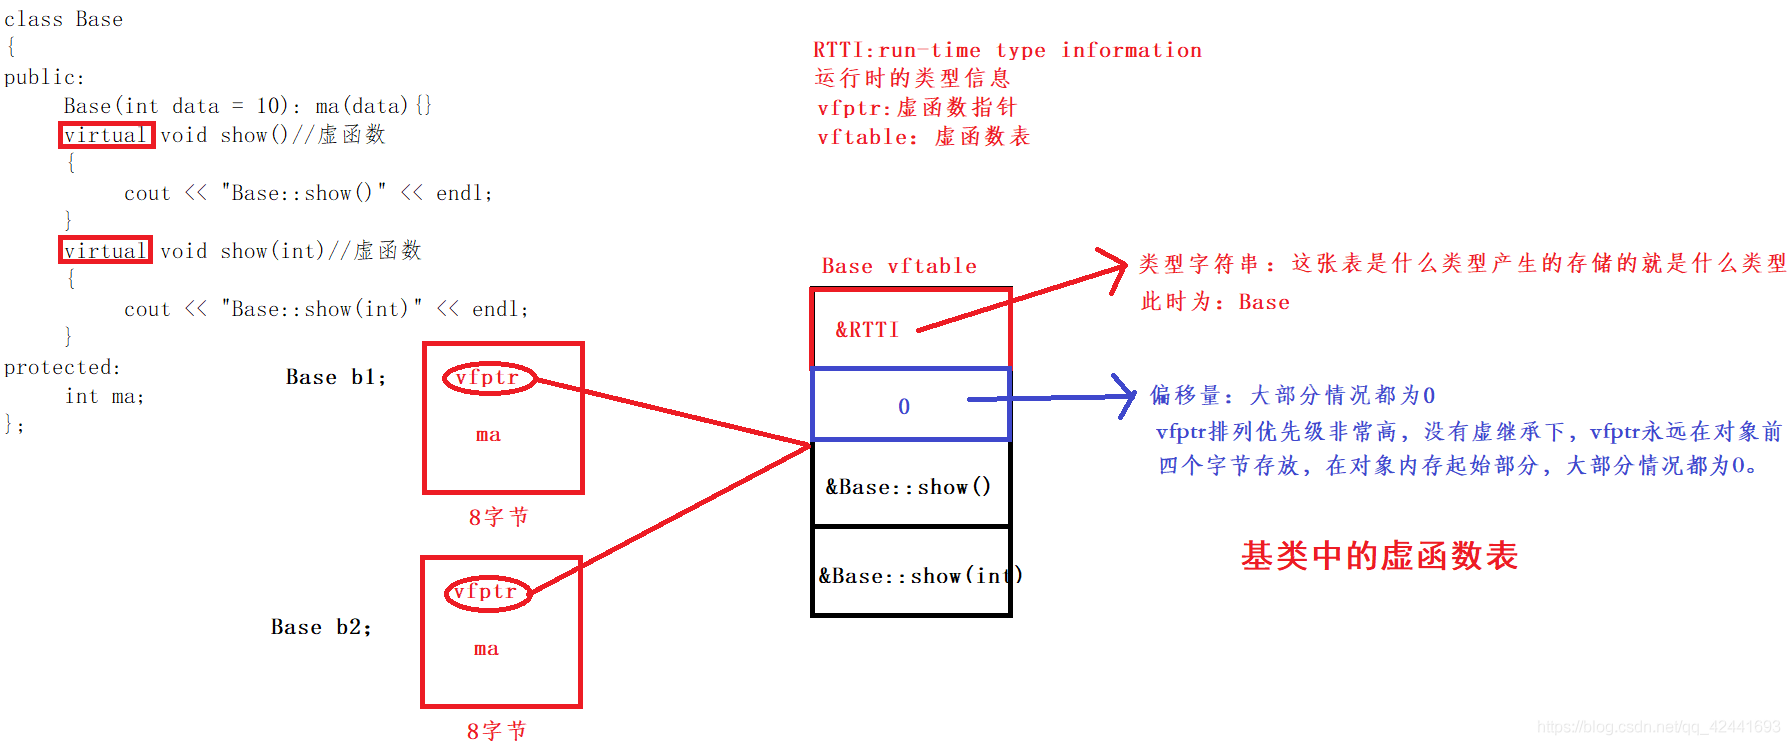 class Base
{
public:
Base(int data = 10): ma(data){}
virtual void show()//虚函数
{
cout << "Base::show()" << endl;
}
virtual void show(int)//虚函数
{
cout << "Base::show(int)" << endl;
}
protected:
int ma;
};
RTTI:run-time type information
运行时的类型信息
vfptr:虚函数指针
vftable: 虚函数表
Base b1;
vfptr
ma
8字节
Base b2;
vfptr
ma
8字节
Base vftable
&RTTI
0
&Base::show()
&Base::show(int)
类型字符串：这张表是什么类型产生的存储的就是什么类型
此时为：Base
偏移量：大部分情况都为0
vfptr排列优先级非常高，没有虚继承下，vfptr永远在对象前
四个字节存放，在对象内存起始部分，大部分情况都为0。
基类中的虚函数表
https://blog.csdn.net/qq_42441693